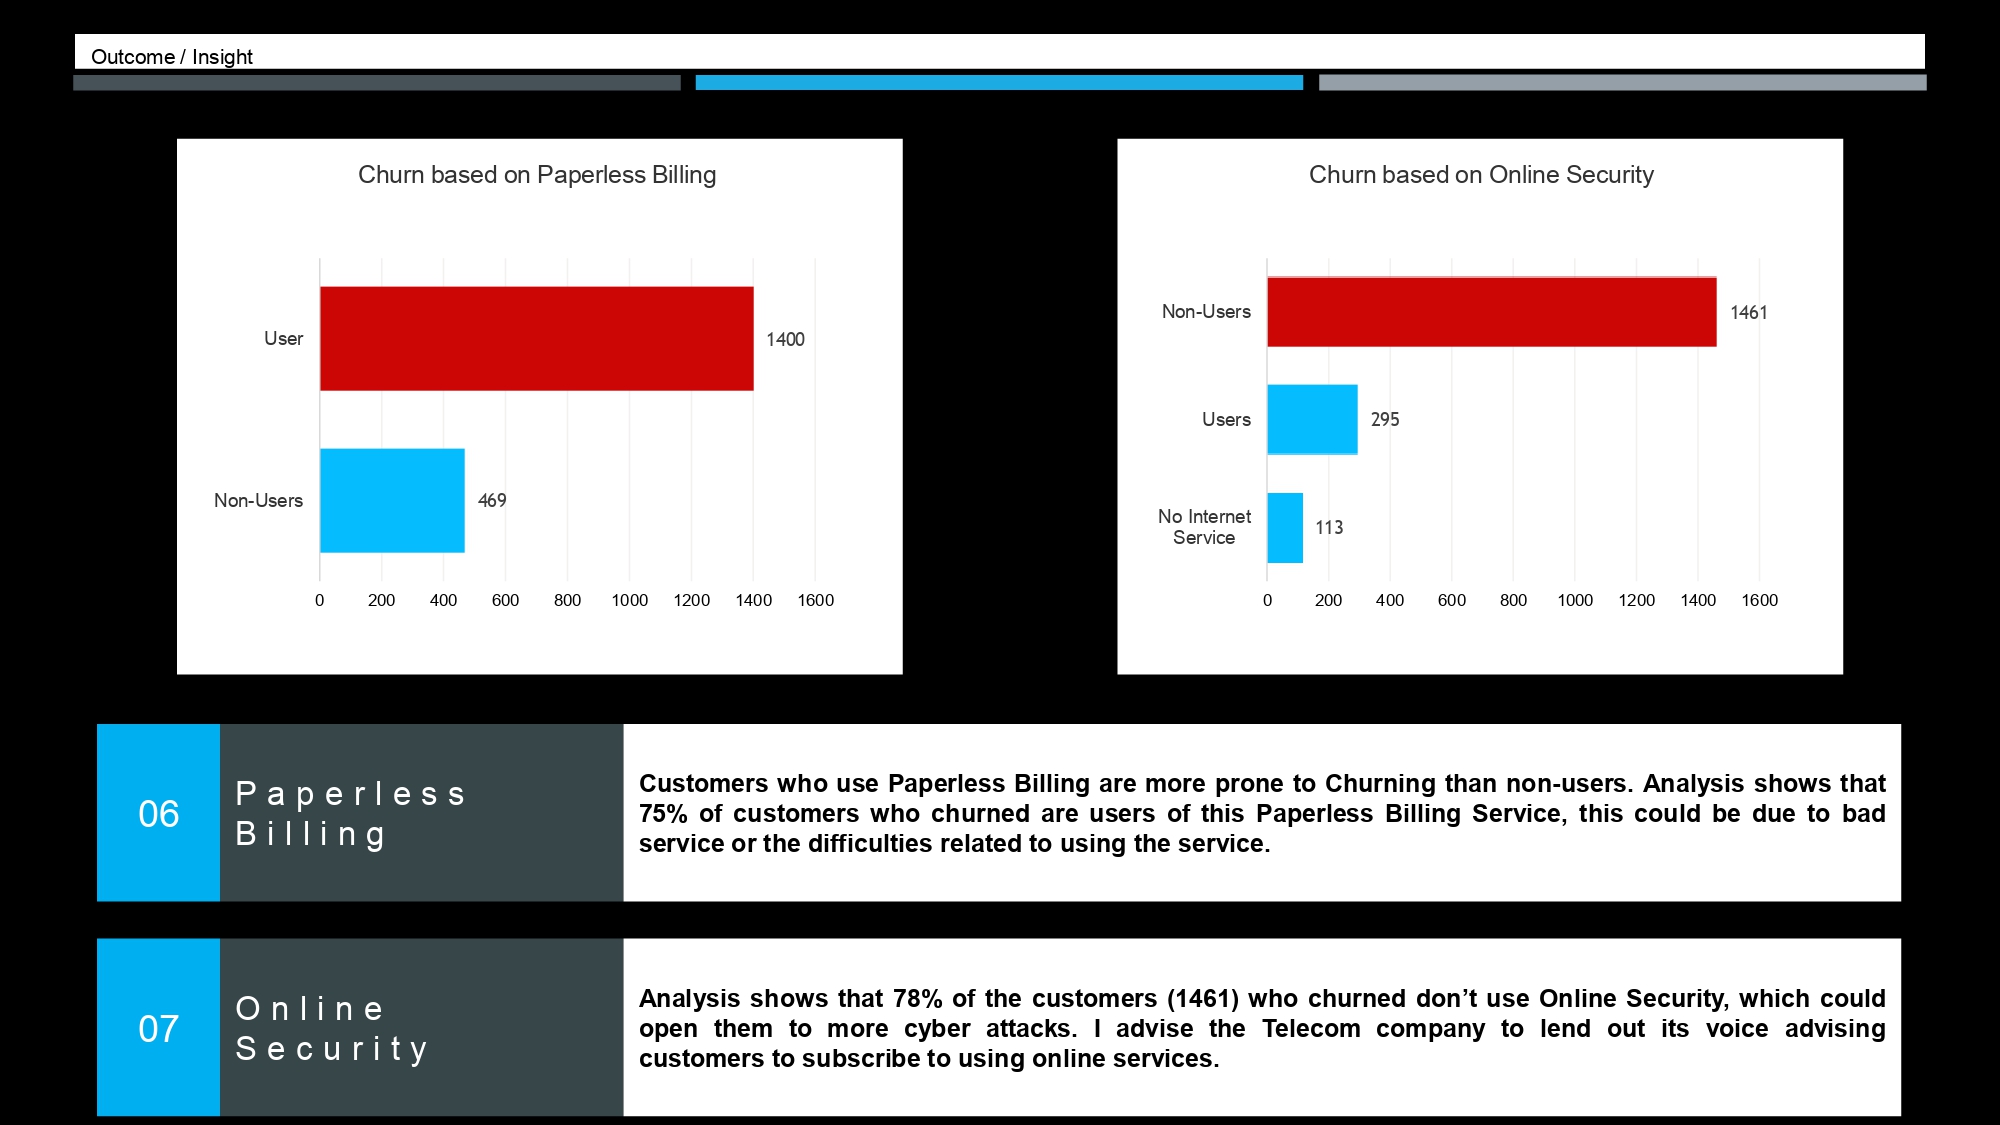 Outcome / Insight
Churn based on Paperless Billing
User
1400
Non-Users
469
0 200 400 600 800 1000 1200 1400 1600
Churn based on Online Security
Non-Users
1461
Users
295
No Internet
Service
113
0 200 400 600 800 1000 1200 1400 1600
06
Paperless
Billing
Customers who use Paperless Billing are more prone to Churning than non-users. Analysis shows that
75% of customers who churned are users of this Paperless Billing Service, this could be due to bad
service or the difficulties related to using the service.
07
Online
Security
Analysis shows that 78% of the customers (1461) who churned don’t use Online Security, which could
open them to more cyber attacks. I advise the Telecom company to lend out its voice advising
customers to subscribe to using online services.